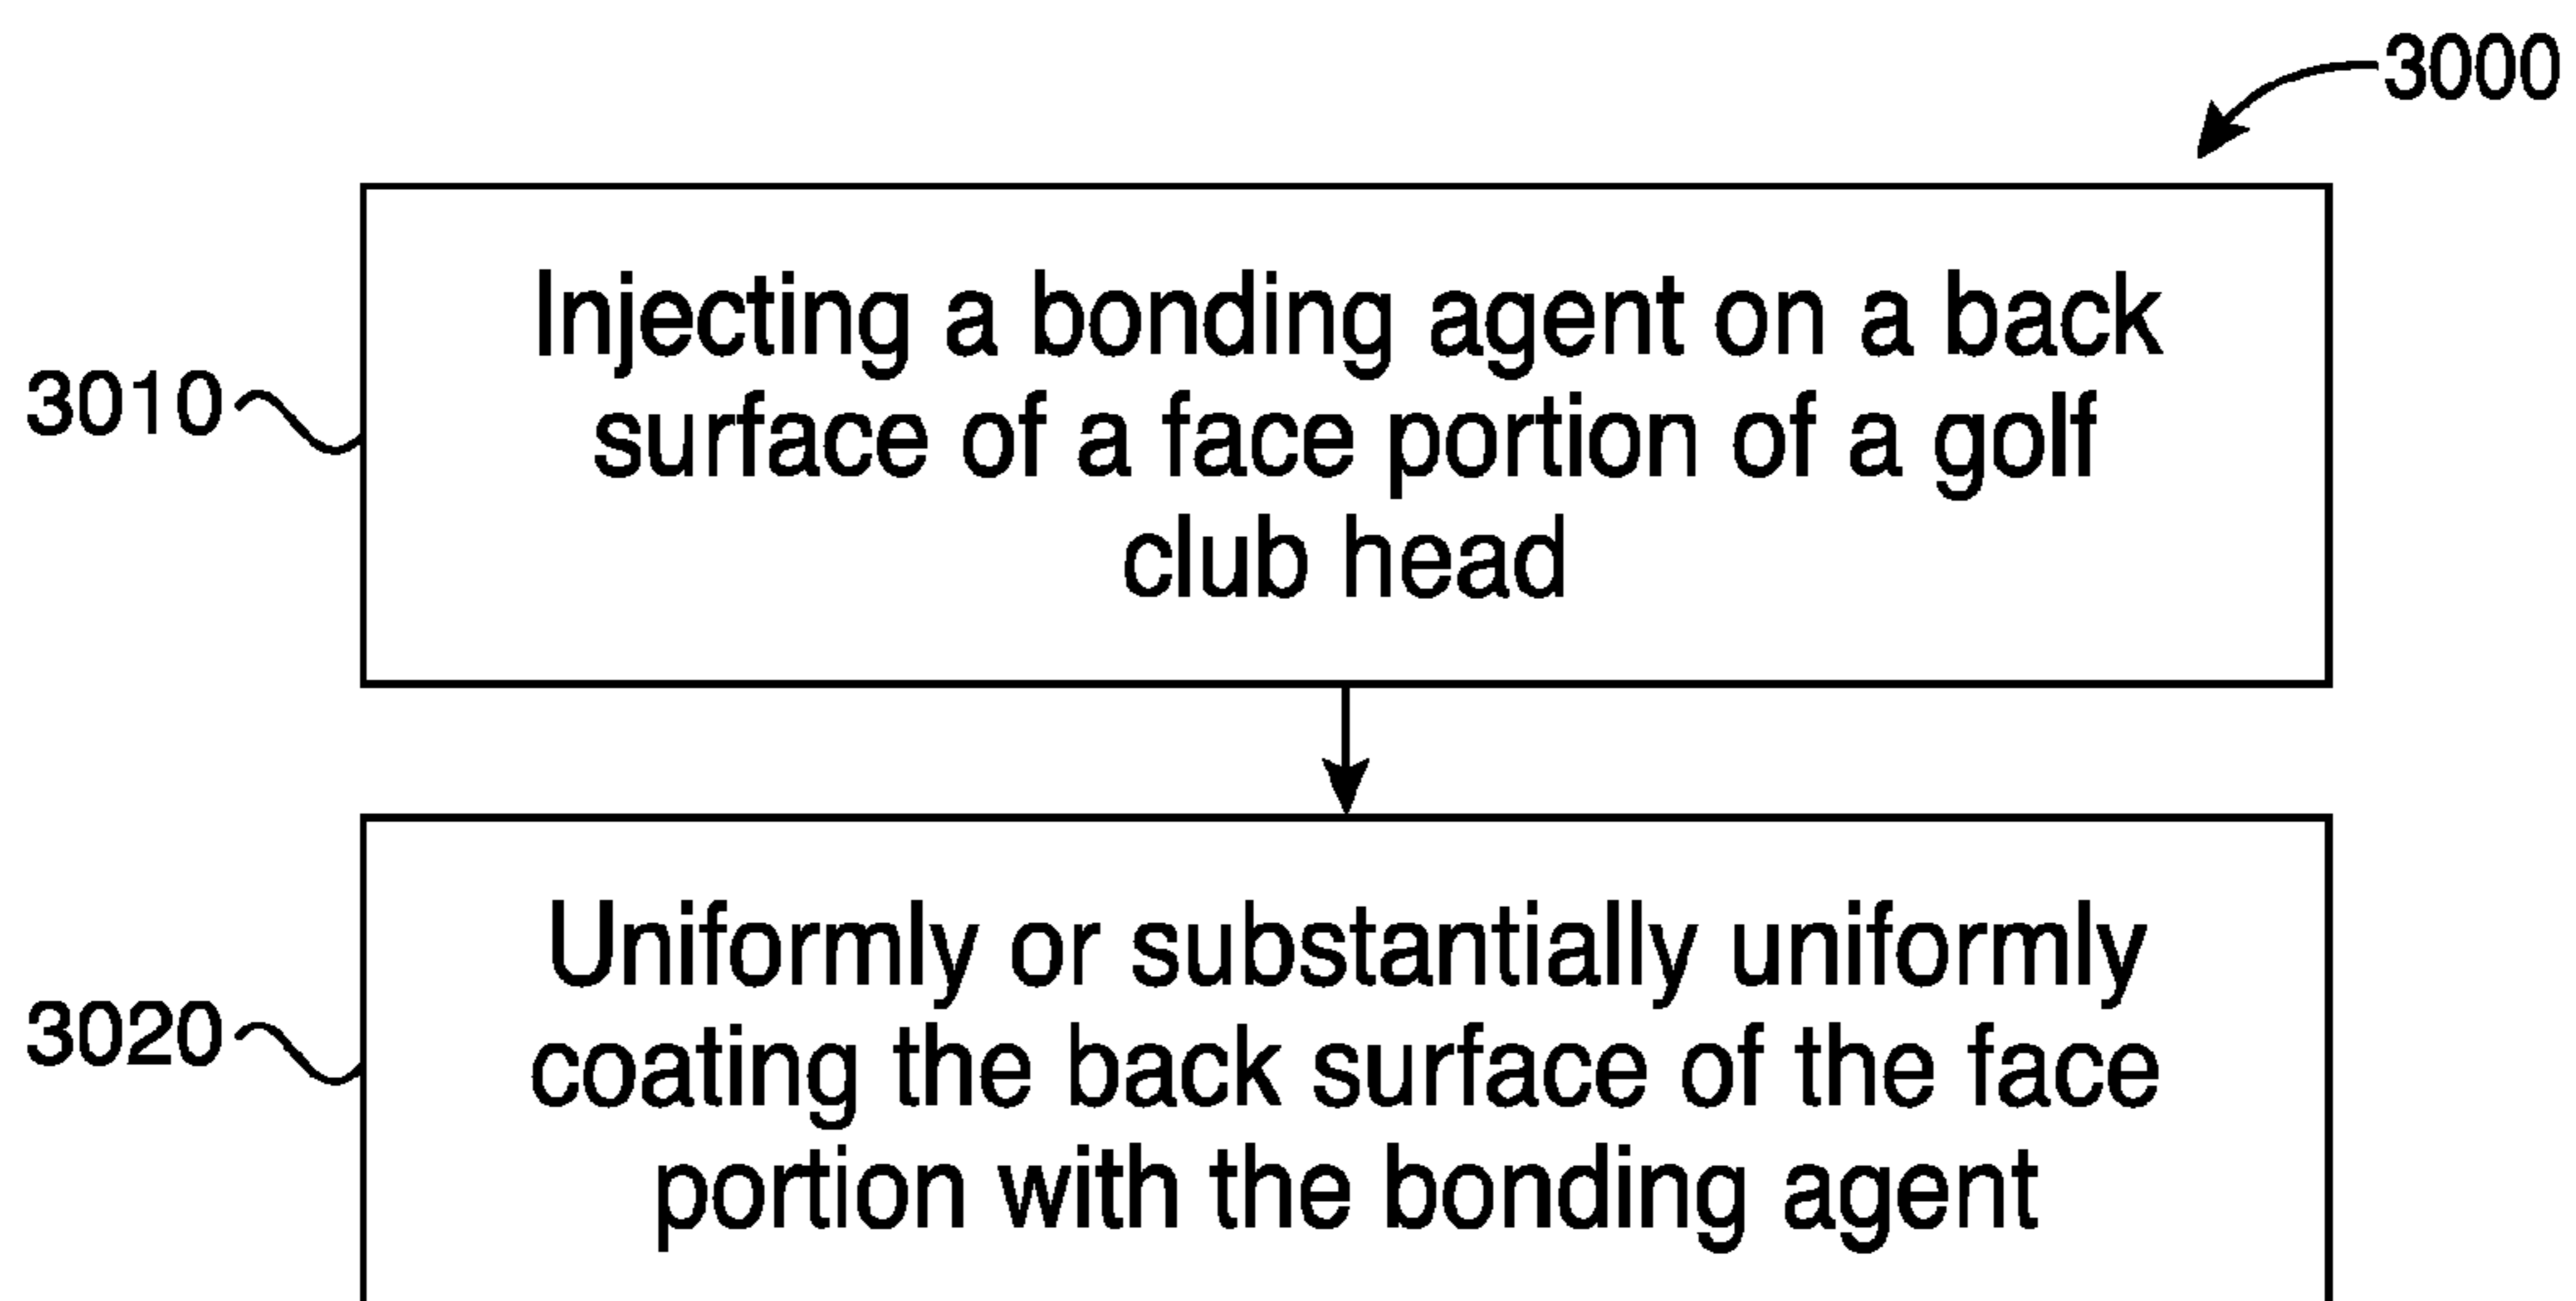 3000
3010
Injecting a bonding agent on a back
surface of a face portion of a golf
club head
3020
Uniformly or substantially uniformly
coating the back surface of the face
portion with the bonding agent